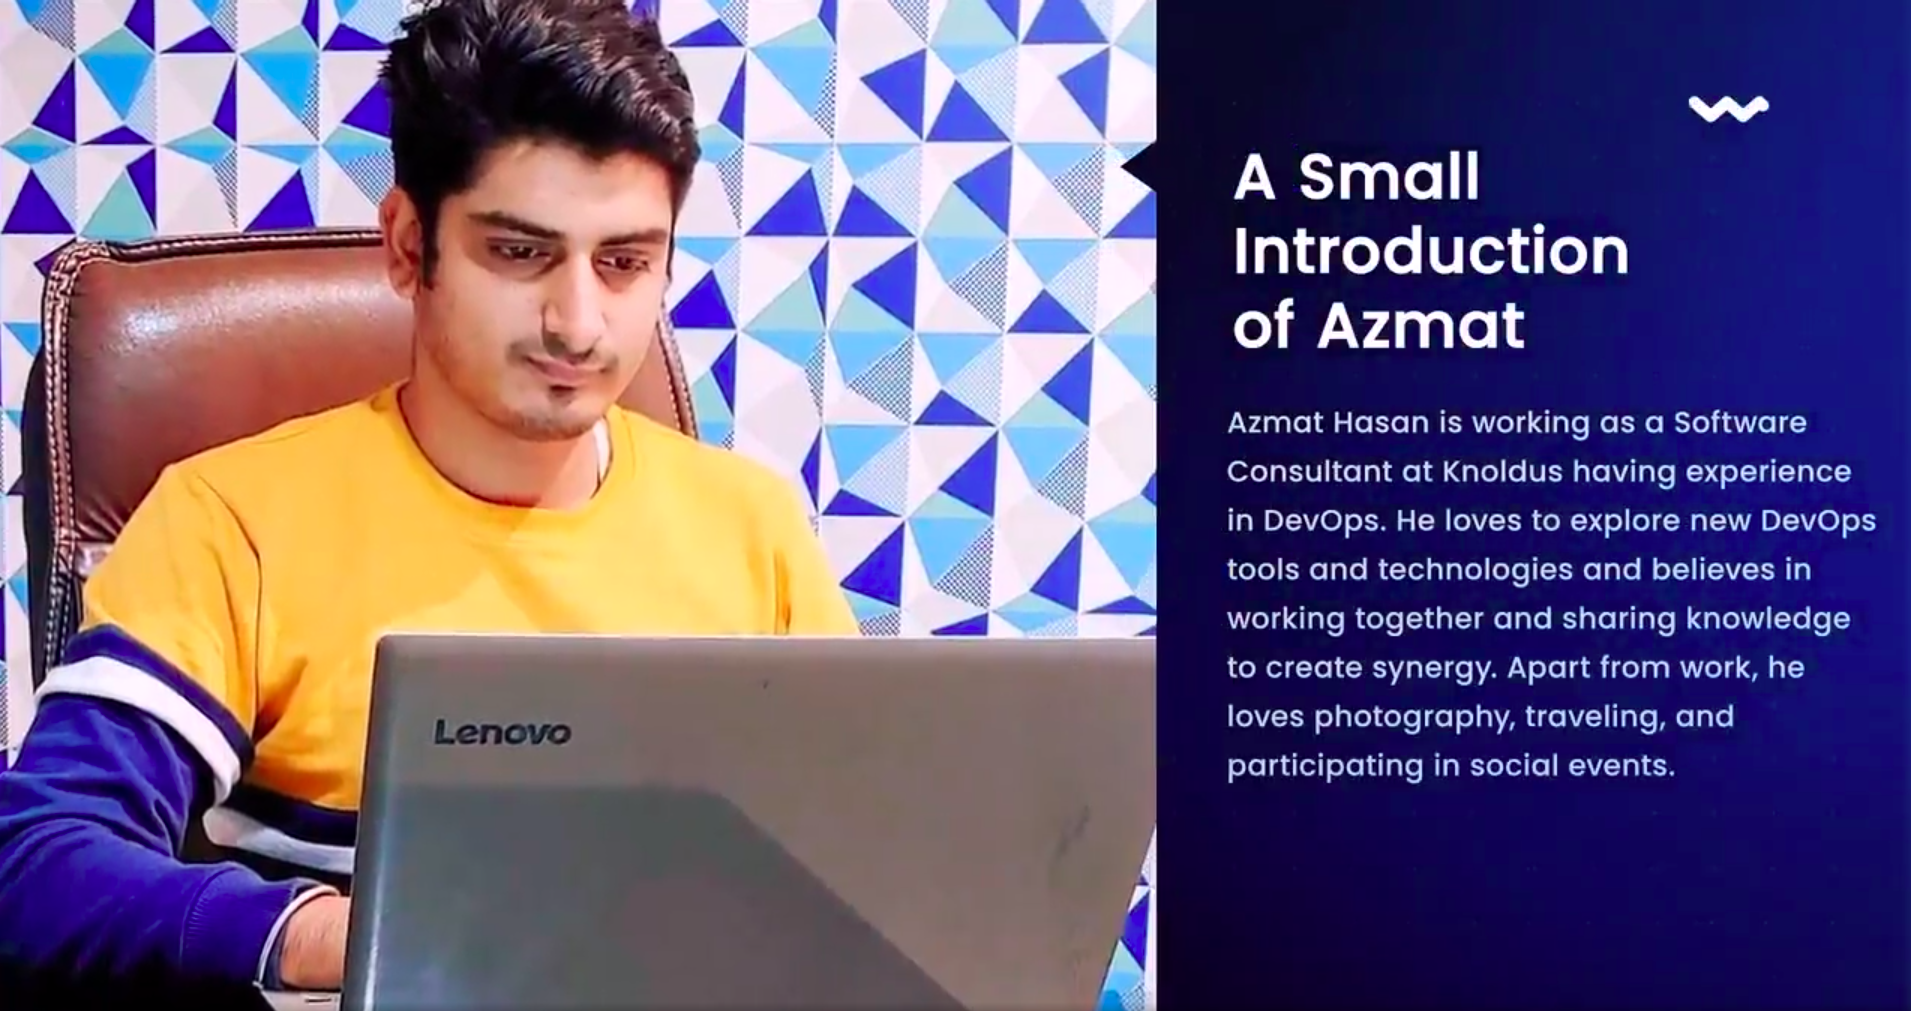 A Small
Introduction
of Azmat
Azmat Hasan is working as a Software
Consultant at Knoldus having experience
in DevOps. He loves to explore new DevOps
tools and technologies and believes in
working together and sharing knowledge
to create synergy. Apart from work, he
loves photography, traveling, and
participating in social events.
Lenovo